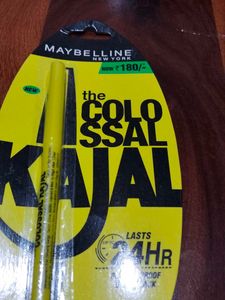 MAYBELLINE
NEW YORK
NOW ₹ 180/-
NEW
the
COLO
SSAL
KAJAL
LASTS
24HR